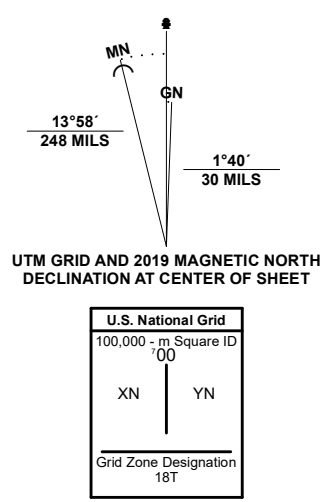 MN
GN
13°58´
248 MILS
1°40´
30 MILS
UTM GRID AND 2019 MAGNETIC NORTH
DECLINATION AT CENTER OF SHEET
U.S. National Grid
100,000 - m Square ID
⁷00
XN YN
Grid Zone Designation
18T